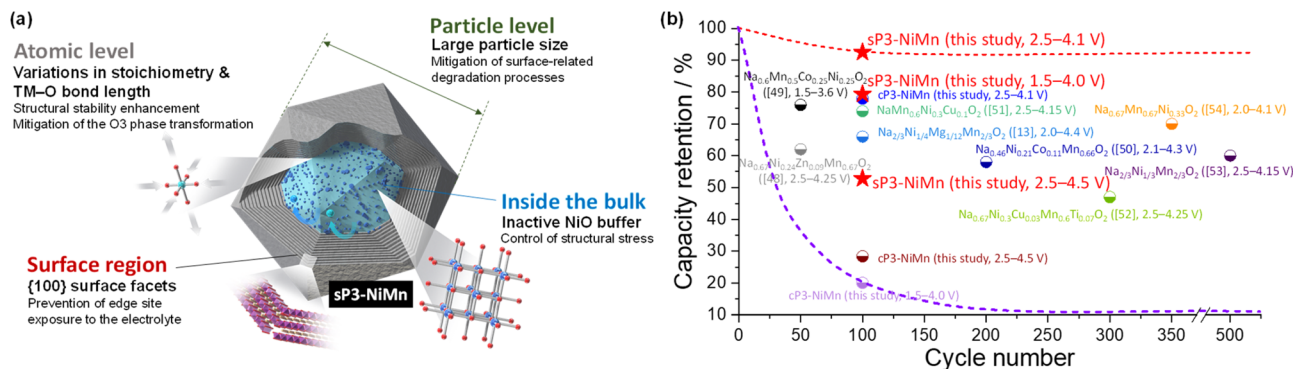 (a)
Particle level
Large particle size
Mitigation of surface-related
degradation processes
Atomic level
Variations in stoichiometry &
TM–O bond length
Structural stability enhancement
Mitigation of the O3 phase transformation
Inside the bulk
Inactive NiO buffer
Control of structural stress
Surface region
{100} surface facets
Prevention of edge site
exposure to the electrolyte
sP3-NiMn
(b)
Capacity retention / %
100
90
80
70
60
50
40
30
20
10
sP3-NiMn (this study, 2.5–4.1 V)
Na0.6Mn0.5Co0.25Ni0.25O2
([49], 1.5–3.6 V)
sP3-NiMn (this study, 1.5–4.0 V)
cP3-NiMn (this study, 2.5–4.1 V)
NaMn0.6Ni0.3Cu0.1O2 ([51], 2.5–4.15 V)
Na0.67Mn0.67Ni0.33O2 ([54], 2.0–4.1 V)
Na2/3Ni1/4Mg1/12Mn2/3O2 ([13], 2.0–4.4 V)
Na0.46Ni0.21Co0.11Mn0.66O2 ([50], 2.1–4.3 V)
Na0.67Ni0.24Zn0.09Mn0.67O2
([48], 2.5–4.25 V)
Na2/3Ni1/3Mn2/3O2 ([53], 2.5–4.15 V)
sP3-NiMn (this study, 2.5–4.5 V)
Na0.67Ni0.3Cu0.03Mn0.6Ti0.07O2 ([52], 2.5–4.25 V)
cP3-NiMn (this study, 2.5–4.5 V)
cP3-NiMn (this study, 1.5–4.0 V)
0 50 100 150 200 250 300 350 500
Cycle number